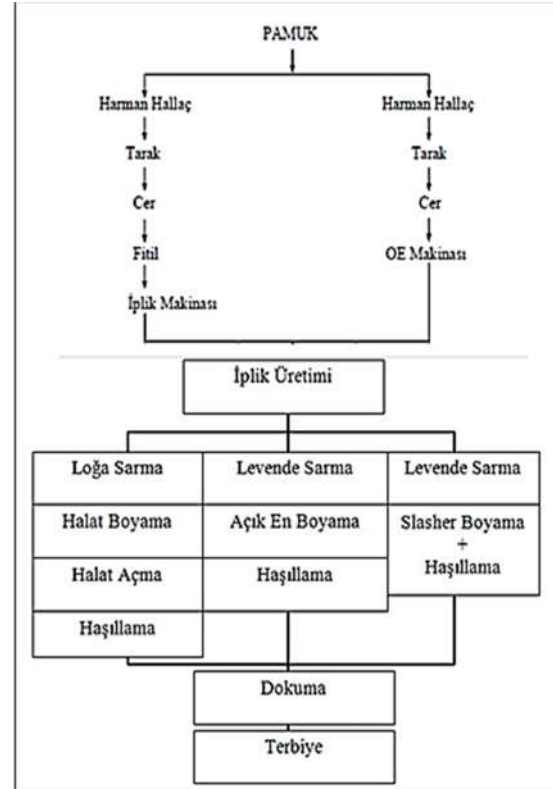 PAMUK
Harman Hallaç
Harman Hallaç
Tarak
Tarak
Cer
Cer
Fitil
OE Makinası
İplik Makinası
İplik Üretimi
Loğa Sarma
Levende Sarma
Levende Sarma
Halat Boyama
Açık En Boyama
Slasher Boyama
+
Haşıllama
Halat Açma
Haşıllama
Haşıllama
Dokuma
Terbiye